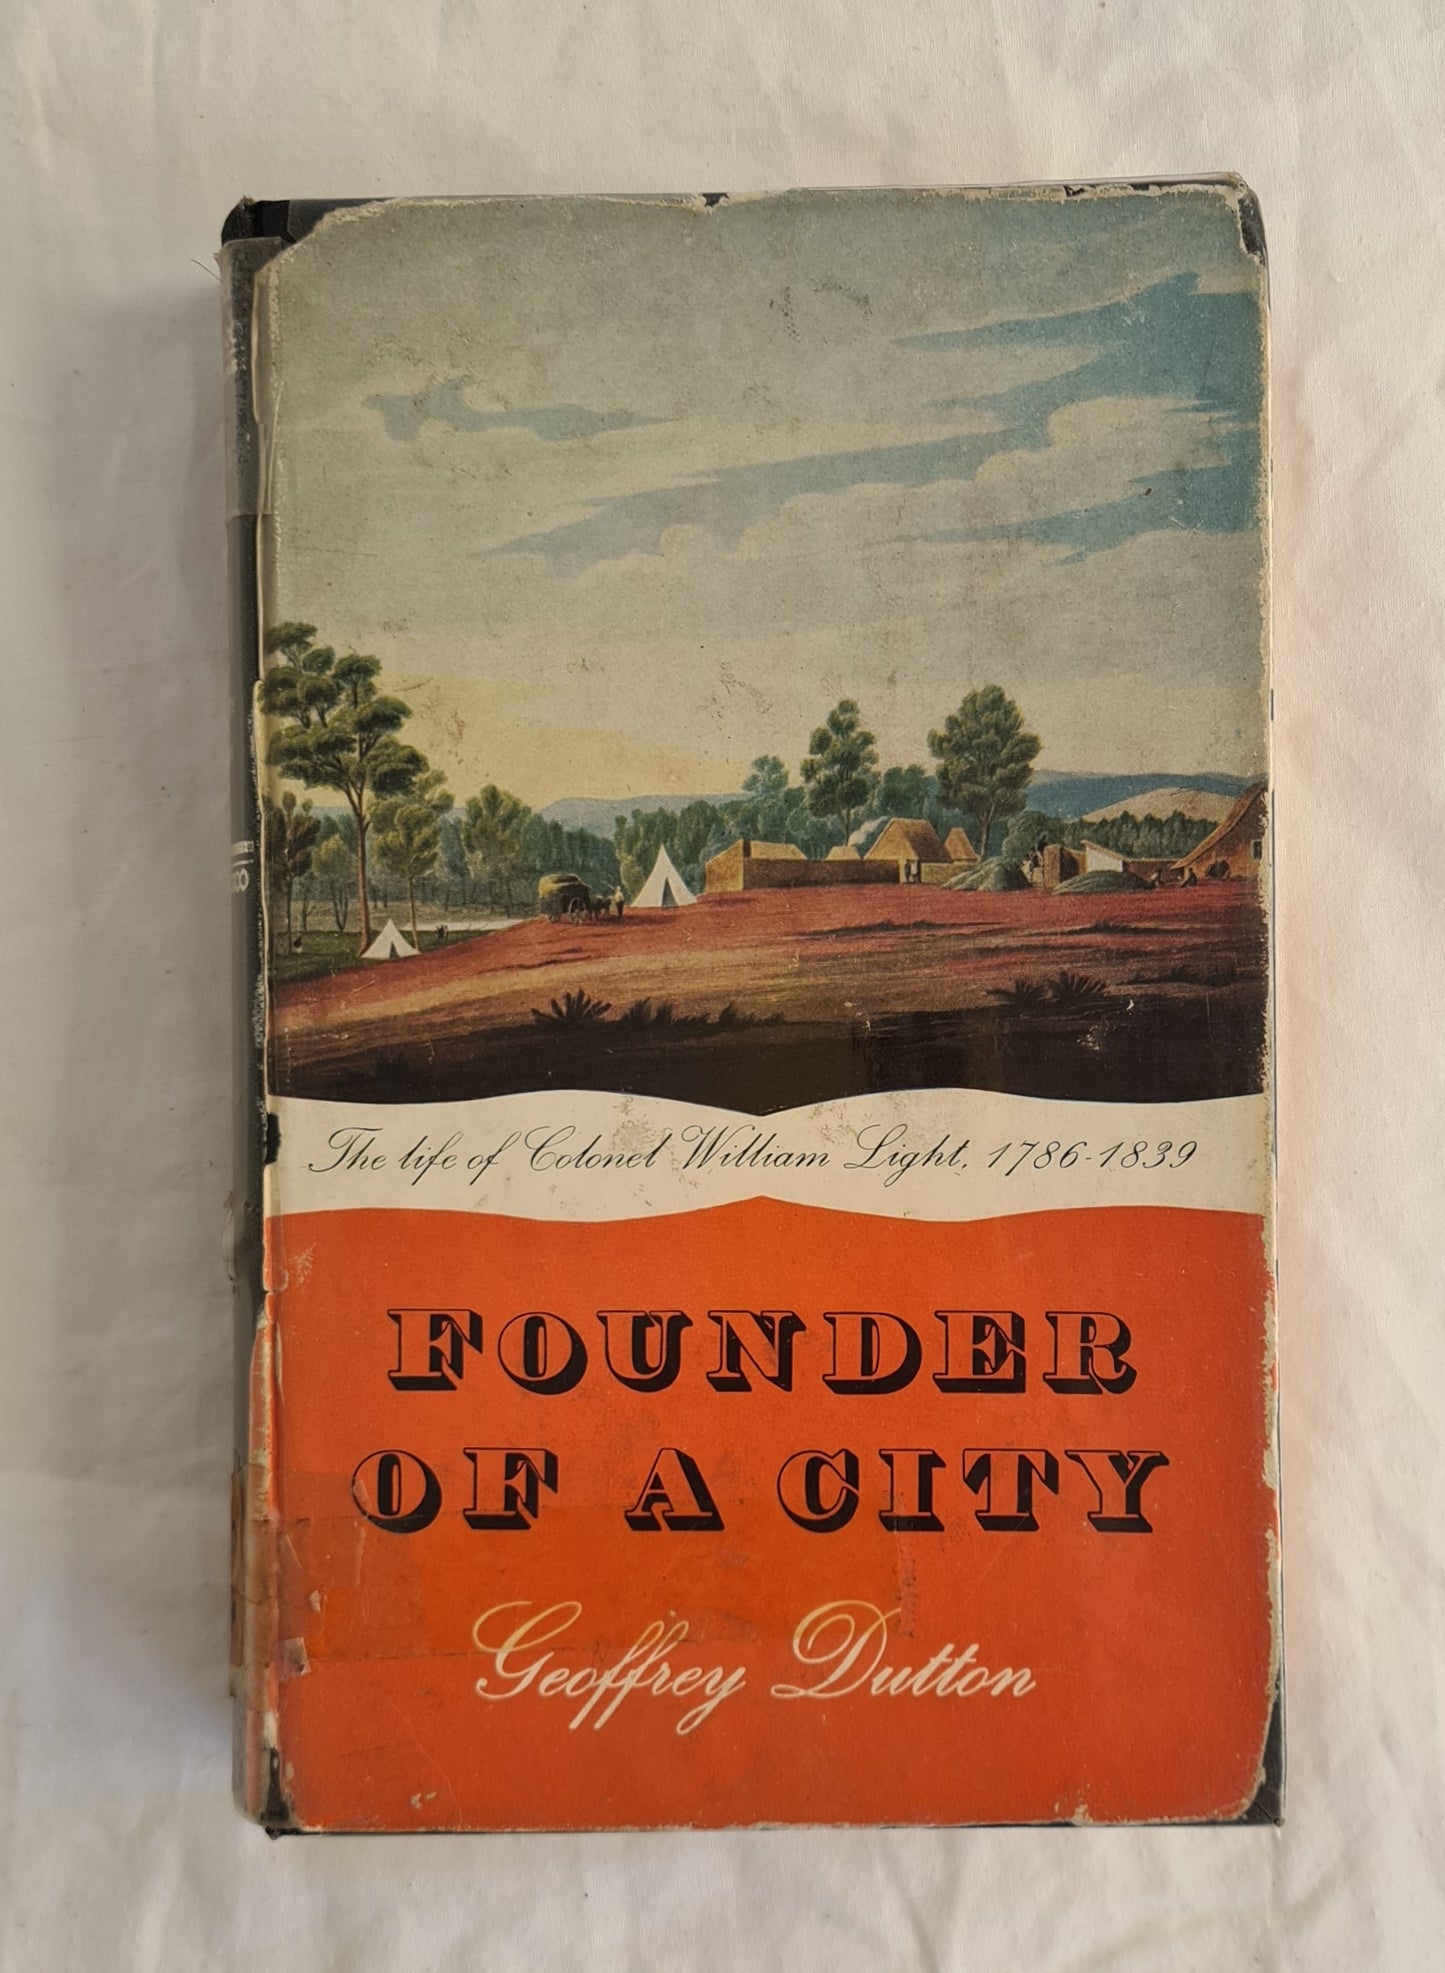 The life of Colonel William Light, 1786-1839
FOUNDER
OF A CITY
Geoffrey Dutton